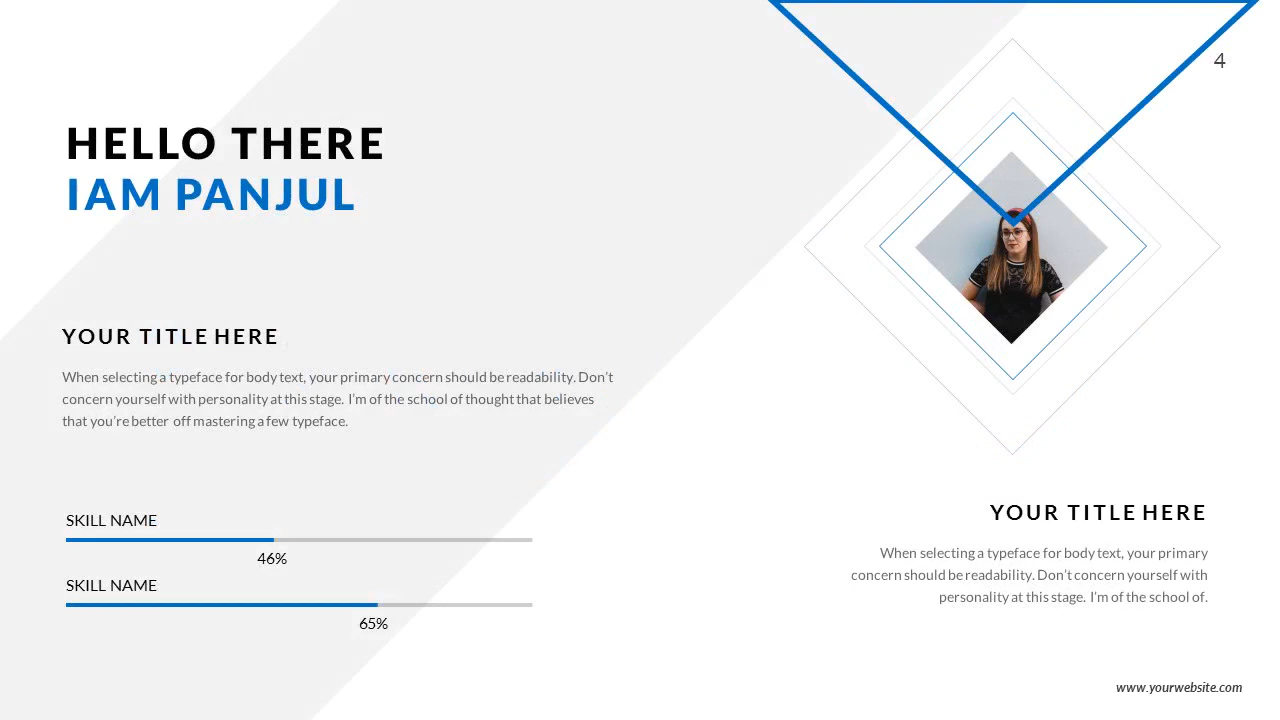 4
HELLO THERE
IAM PANJUL
YOUR TITLE HERE
When selecting a typeface for body text, your primary concern should be readability. Don't
concern yourself with personality at this stage. I'm of the school of thought that believes
that you're better off mastering a few typeface.
SKILL NAME
46%
SKILL NAME
65%
YOUR TITLE HERE
When selecting a typeface for body text, your primary
concern should be readability. Don't concern yourself with
personality at this stage. I'm of the school of.
www.yourwebsite.com